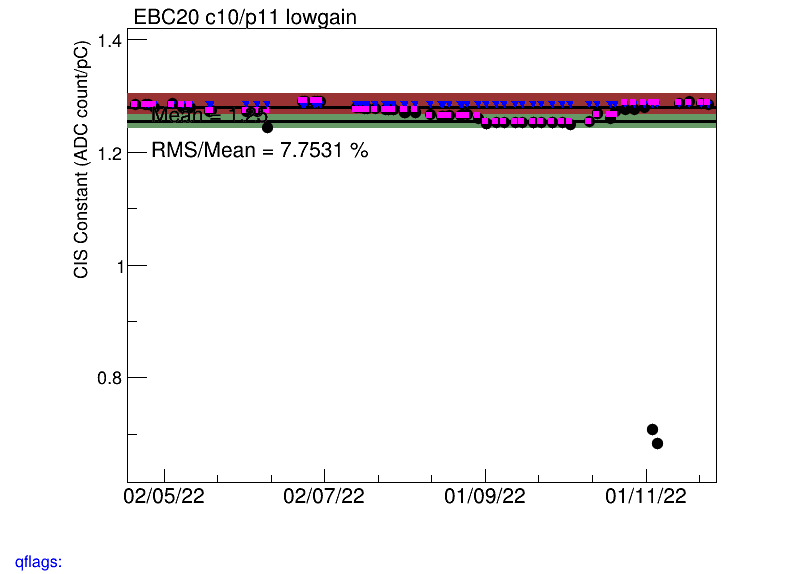 EBC20 c10/p11 lowgain
CIS Constant (ADC count/pC)
1.4
1.2
1
0.8
Mean =
RMS/Mean = 7.7531 %
02/05/22 02/07/22 01/09/22 01/11/22
qflags: